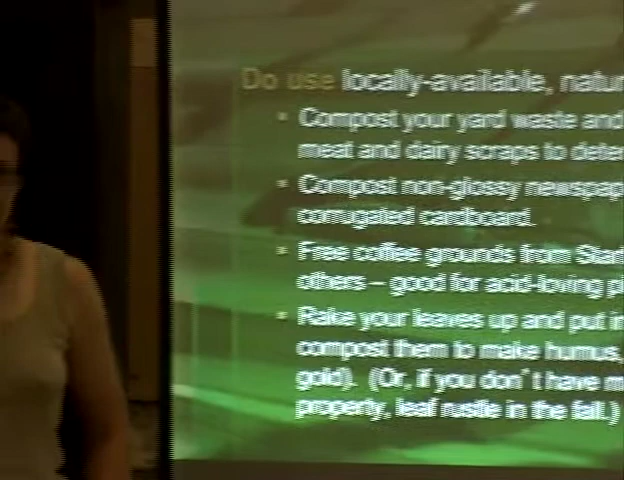 Do use locally-available, natur
Compost your yard waste and
meat and dairy scraps to dete
Compost non-glossy newspap
corrugated cardboard.
Free coffee grounds from Star
others – good for acid-loving pl
Rake your leaves up and put in
compost them to make humus.
gold). (Or, if you don't have m
property, leaf rustle in the fall.)